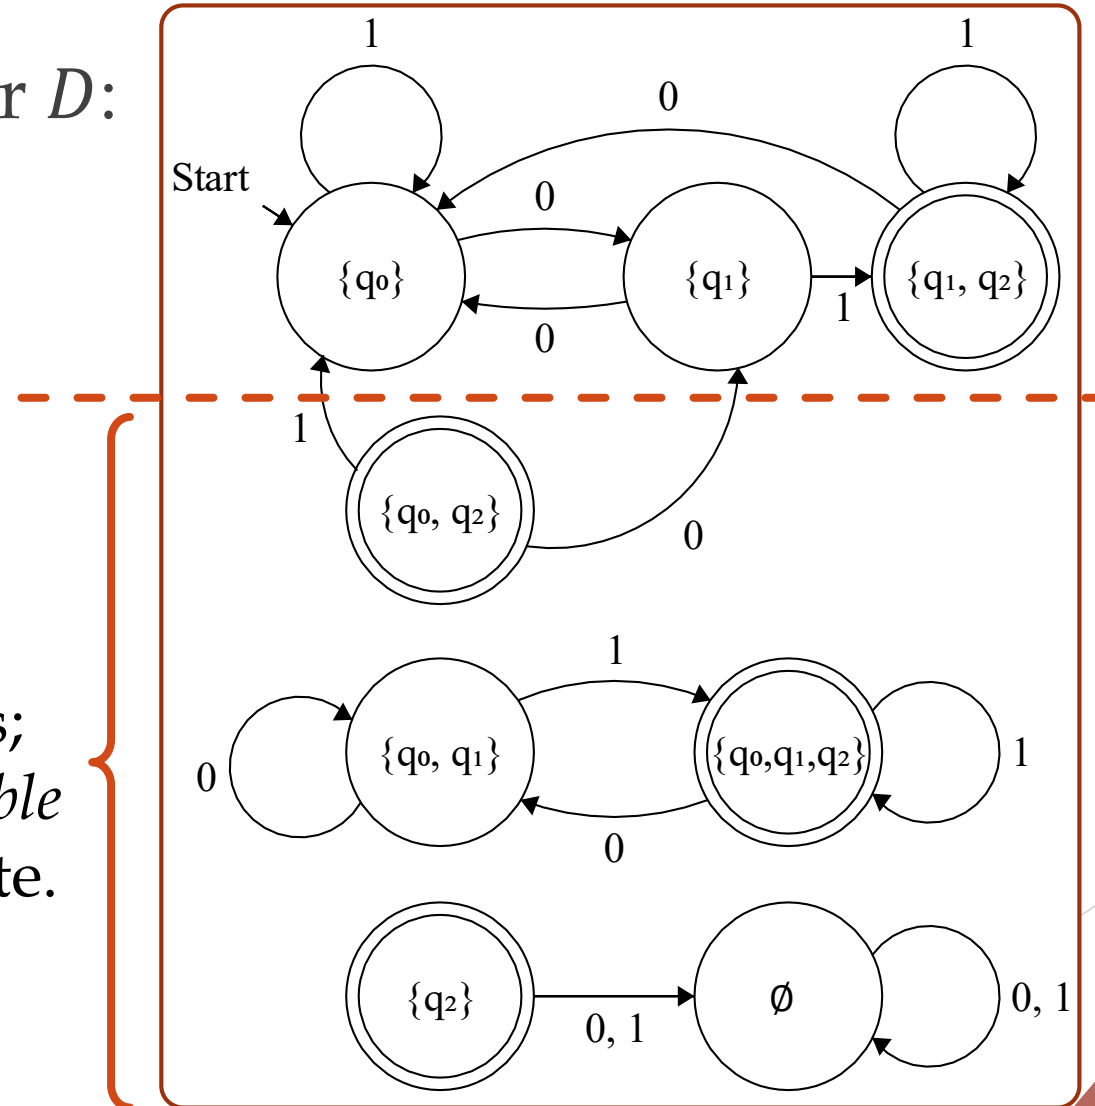 1
1
r D:
0
Start
0
{q₀}
{q₁}
{q₁, q₂}
1
0
1
{q₀, q₂}
0
1
s;
{q₀, q₁}
{q₀,q₁,q₂}
1
0
ble
0
te.
{q₂}
∅
0, 1
0, 1